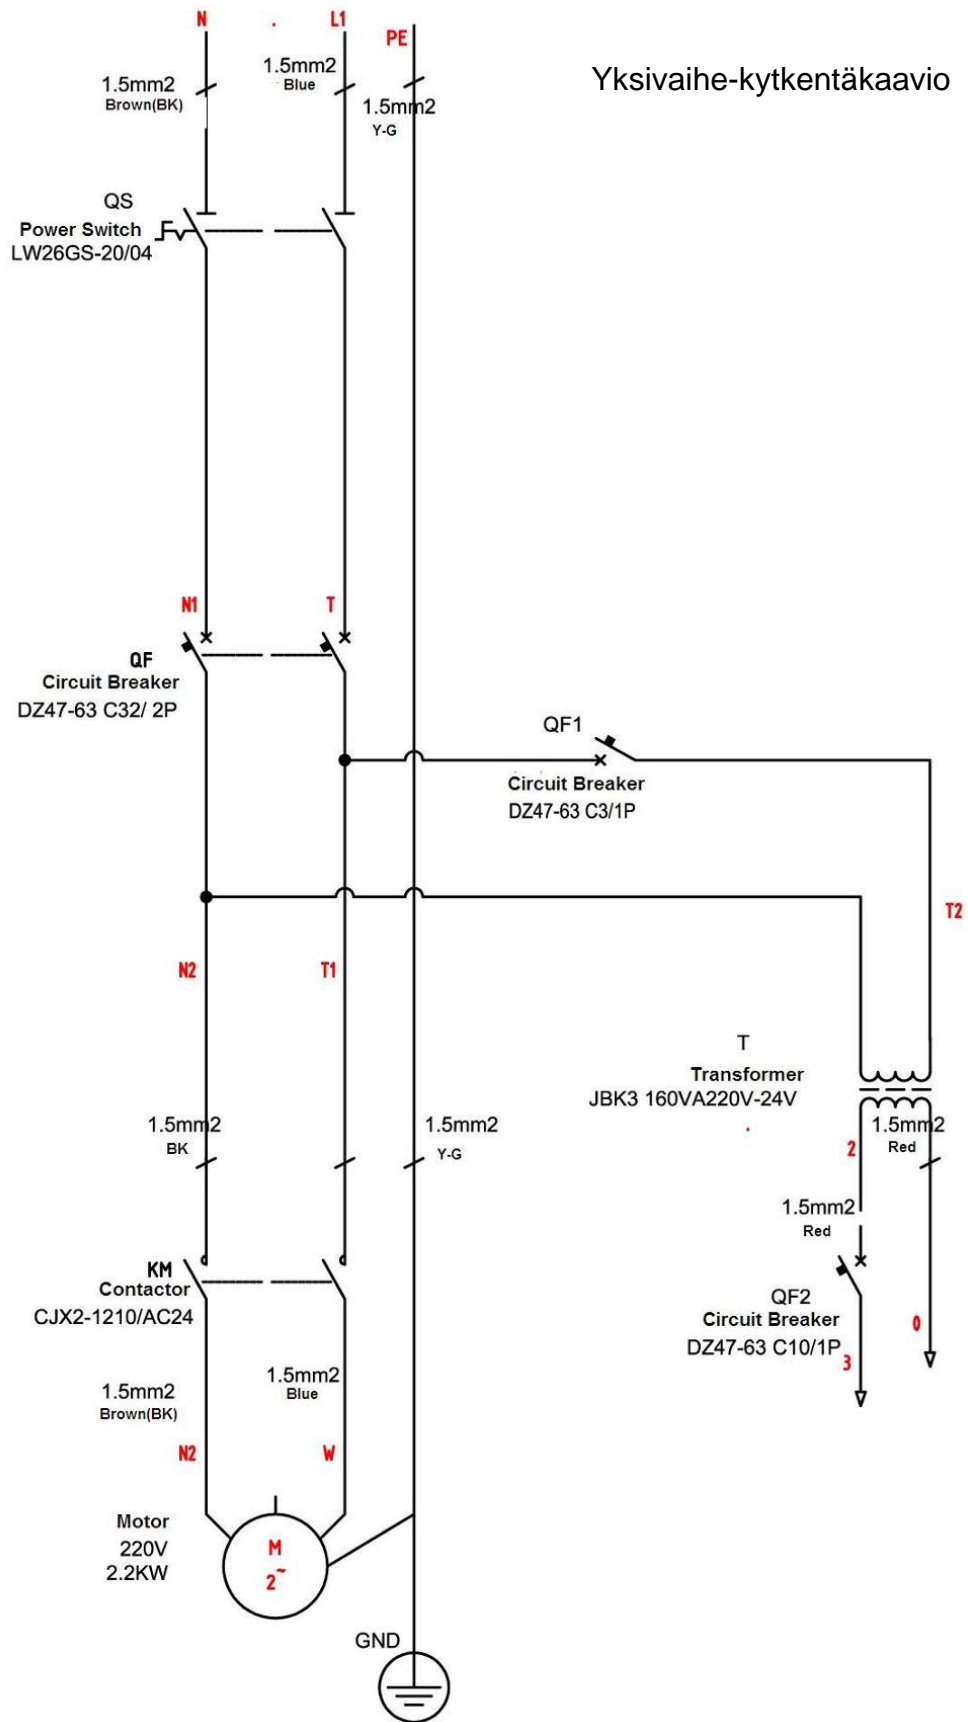 N
L1
PE
Yksivaihe-kytkentäkaavio
1.5mm2
Brown(BK)
1.5mm2
Blue
1.5mm2
Y-G
QS
Power Switch
LW26GS-20/04
N1
T
QF
Circuit Breaker
DZ47-63 C32/ 2P
QF1
Circuit Breaker
DZ47-63 C3/1P
T2
N2
T1
T
Transformer
JBK3 160VA220V-24V
1.5mm2
BK
1.5mm2
Y-G
2
1.5mm2
Red
1.5mm2
Red
KM
Contactor
CJX2-1210/AC24
QF2
Circuit Breaker
DZ47-63 C10/1P
3
0
1.5mm2
Brown(BK)
1.5mm2
Blue
N2
W
Motor
220V
2.2KW
M
2~
GND